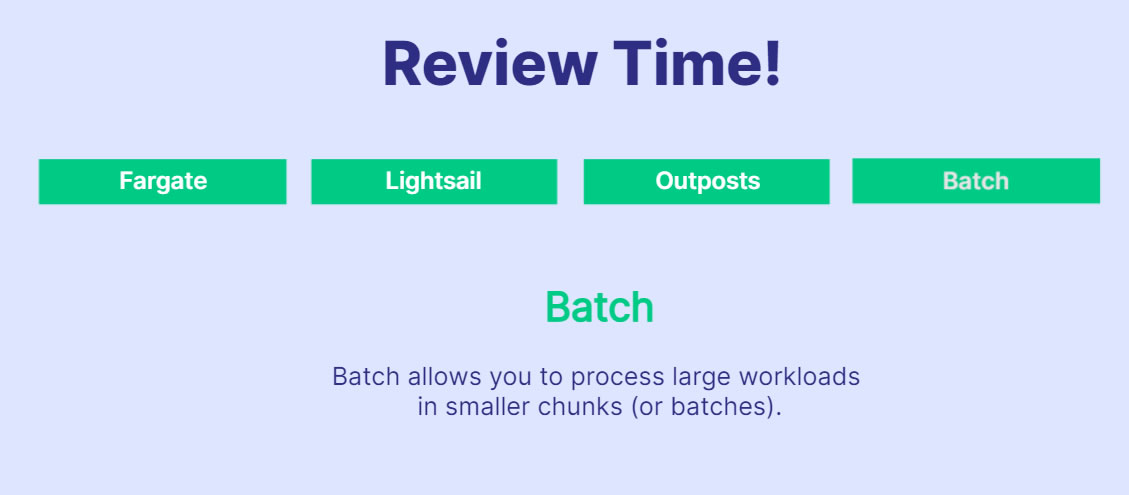 Review Time!
Fargate
Lightsail
Outposts
Batch
Batch
Batch allows you to process large workloads
in smaller chunks (or batches).